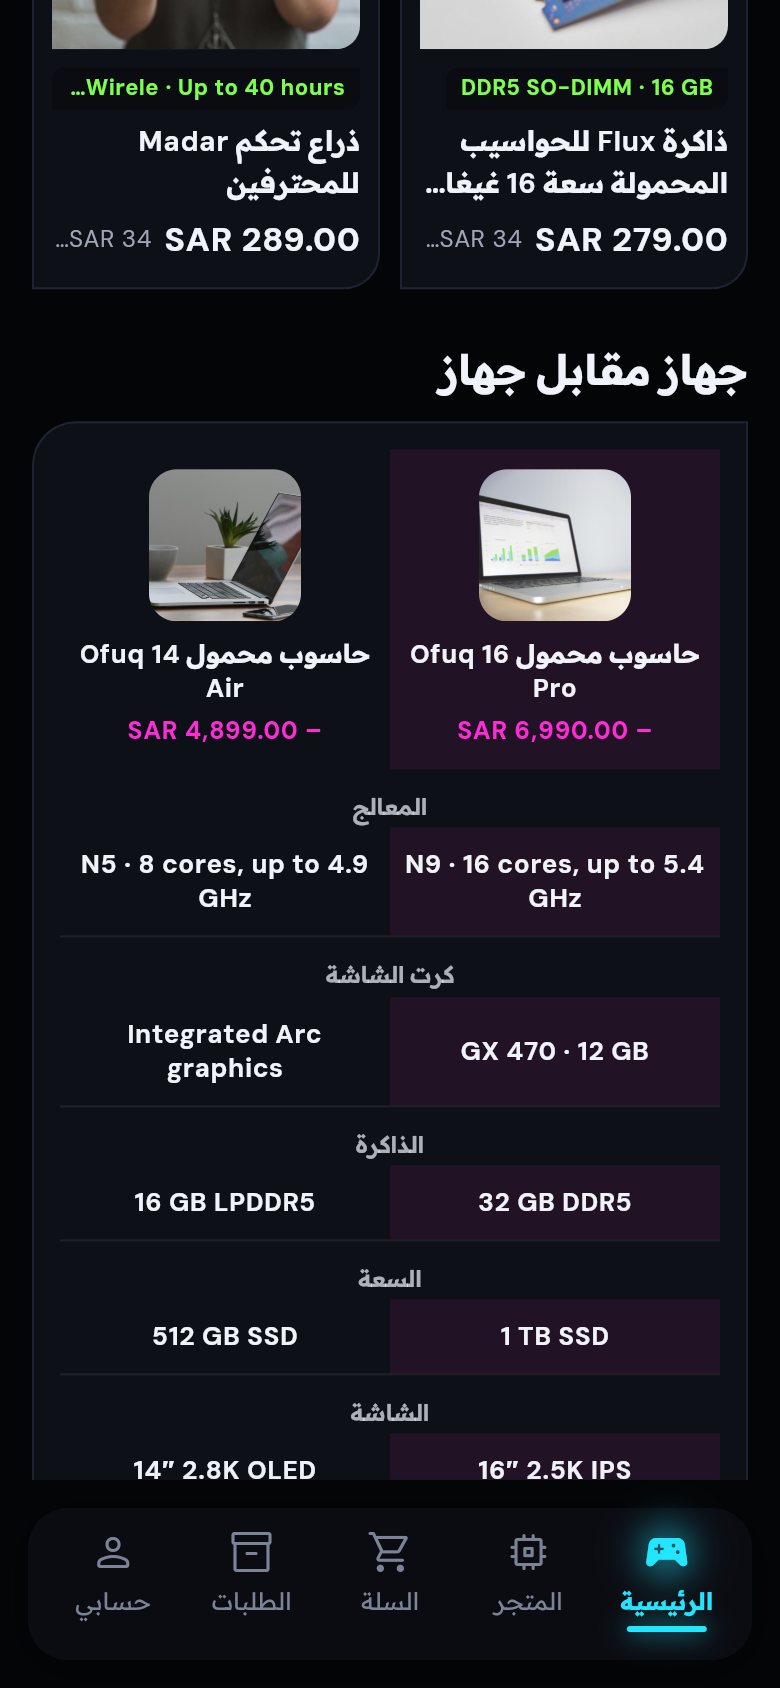 DDR5 SO-DIMM · 16 GB
ذاكرة Flux للحواسيب
المحمولة سعة 16 غيغا...
SAR 279.00 SAR 34...
Wirele · Up to 40 hours...
ذراع تحكم Madar
للمحترفين
SAR 289.00 SAR 34...
جهاز مقابل جهاز
حاسوب محمول Ofuq 16
Pro
SAR 6,990.00 –
حاسوب محمول Ofuq 14
Air
SAR 4,899.00 –
المعالج
N9 · 16 cores, up to 5.4
GHz
N5 · 8 cores, up to 4.9
GHz
كرت الشاشة
GX 470 · 12 GB
Integrated Arc
graphics
الذاكرة
32 GB DDR5
16 GB LPDDR5
السعة
1 TB SSD
512 GB SSD
الشاشة
16″ 2.5K IPS
14″ 2.8K OLED
الرئيسية
المتجر
السلة
الطلبات
حسابي